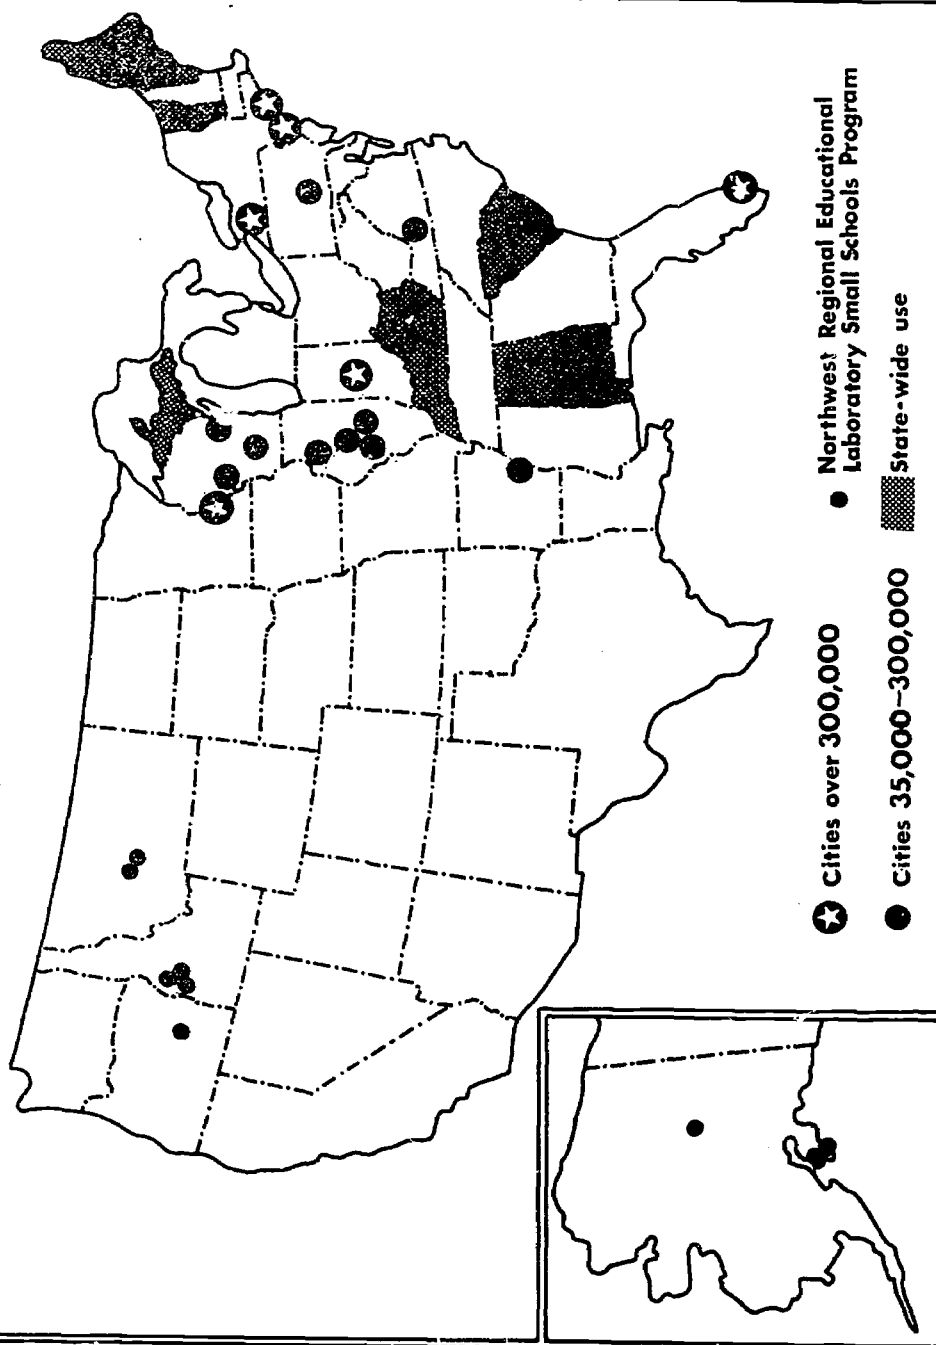 Cities over 300,000
Cities 35,000-300,000
Northwest Regional Educational
Laboratory Small Schools Program
State-wide use